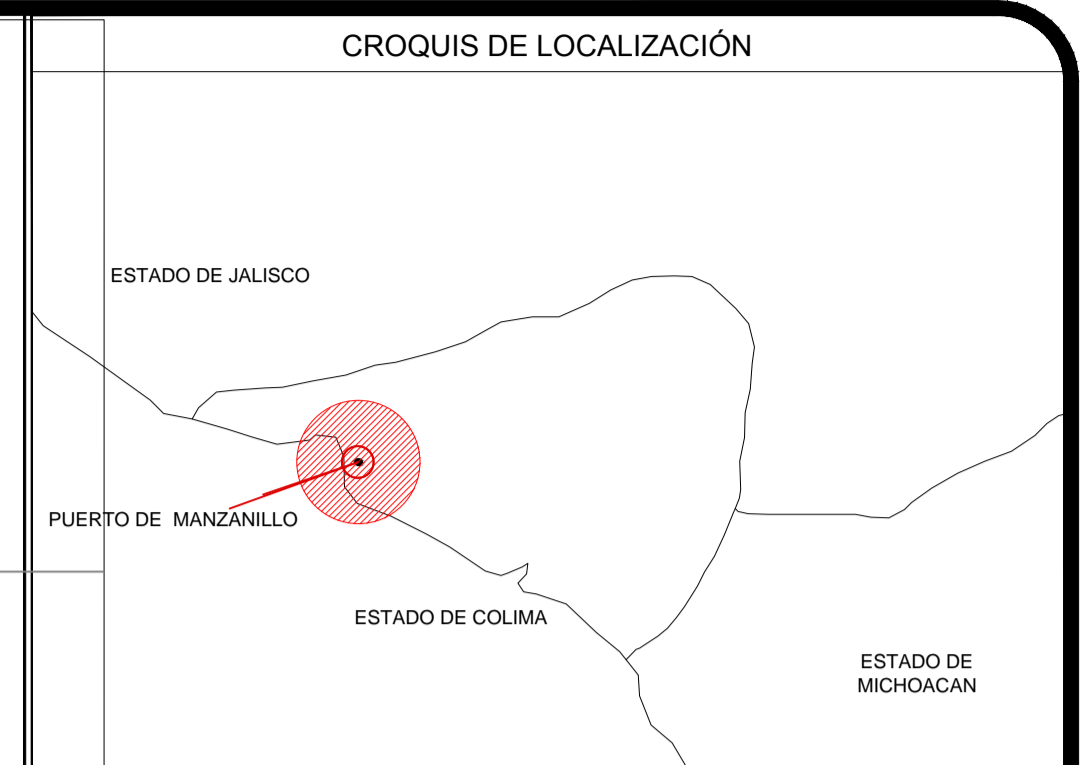 CROQUIS DE LOCALIZACIÓN
ESTADO DE JALISCO
PUERTO DE  MANZANILLO
ESTADO DE COLIMA
ESTADO DE
MICHOACAN